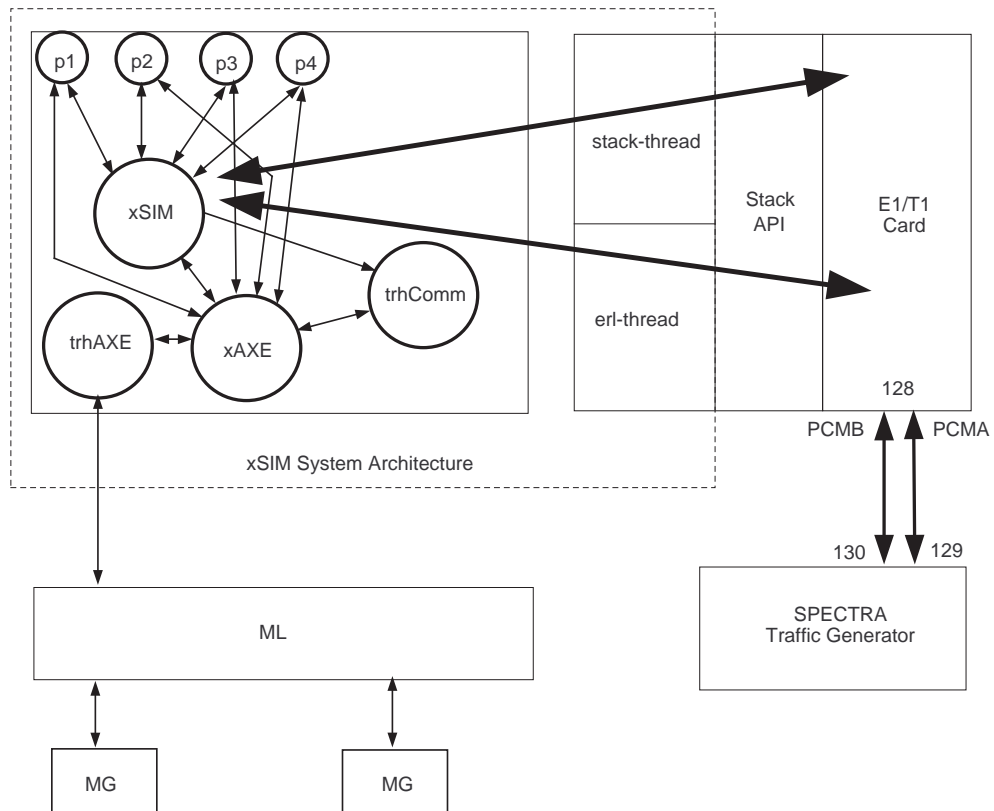 p1
p2
p3
p4
xSIM
trhComm
trhAXE
xAXE
xSIM System Architecture
stack-thread
erl-thread
Stack
API
E1/T1
Card
128
PCMB
PCMA
130
129
SPECTRA
Traffic Generator
ML
MG
MG